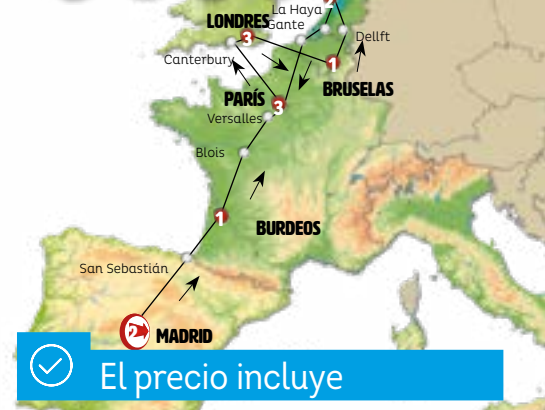 La Haya
2
LONDRES
3
Gante
Dellft
Canterbury
1
BRUSELAS
PARÍS
3
Versalles
Blois
1
BURDEOS
San Sebastián
2
MADRID
El precio incluye